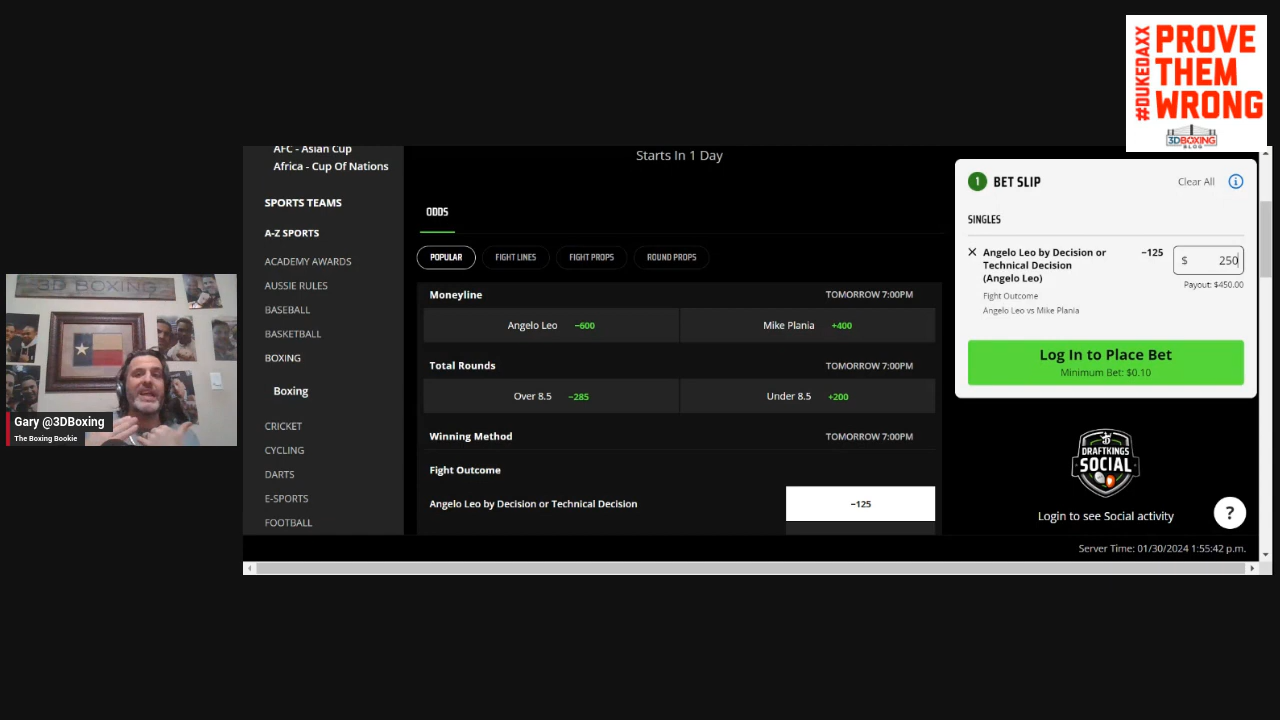 #DUKEDAXX
PROVE
THEM
WRONG
3DBOXING
BLOG
3D BOXING
Gary @3DBoxing
The Boxing Bookie
AFC - Asian Cup
Africa - Cup Of Nations
SPORTS TEAMS
A-Z SPORTS
ACADEMY AWARDS
AUSSIE RULES
BASEBALL
BASKETBALL
BOXING
Boxing
CRICKET
CYCLING
DARTS
E-SPORTS
FOOTBALL
Starts In 1 Day
ODDS
POPULAR FIGHT LINES FIGHT PROPS ROUND PROPS
Moneyline TOMORROW 7:00PM
Angelo Leo −600 Mike Plania +400
Total Rounds TOMORROW 7:00PM
Over 8.5 −285 Under 8.5 +200
Winning Method TOMORROW 7:00PM
Fight Outcome
Angelo Leo by Decision or Technical Decision −125
1 BET SLIP Clear All i
SINGLES
Angelo Leo by Decision or −125 $ 250
Technical Decision
(Angelo Leo) Payout: $450.00
Fight Outcome
Angelo Leo vs Mike Plania
Log In to Place Bet
Minimum Bet: $0.10
DRAFTKINGS
SOCIAL
Login to see Social activity
?
Server Time: 01/30/2024 1:55:42 p.m.